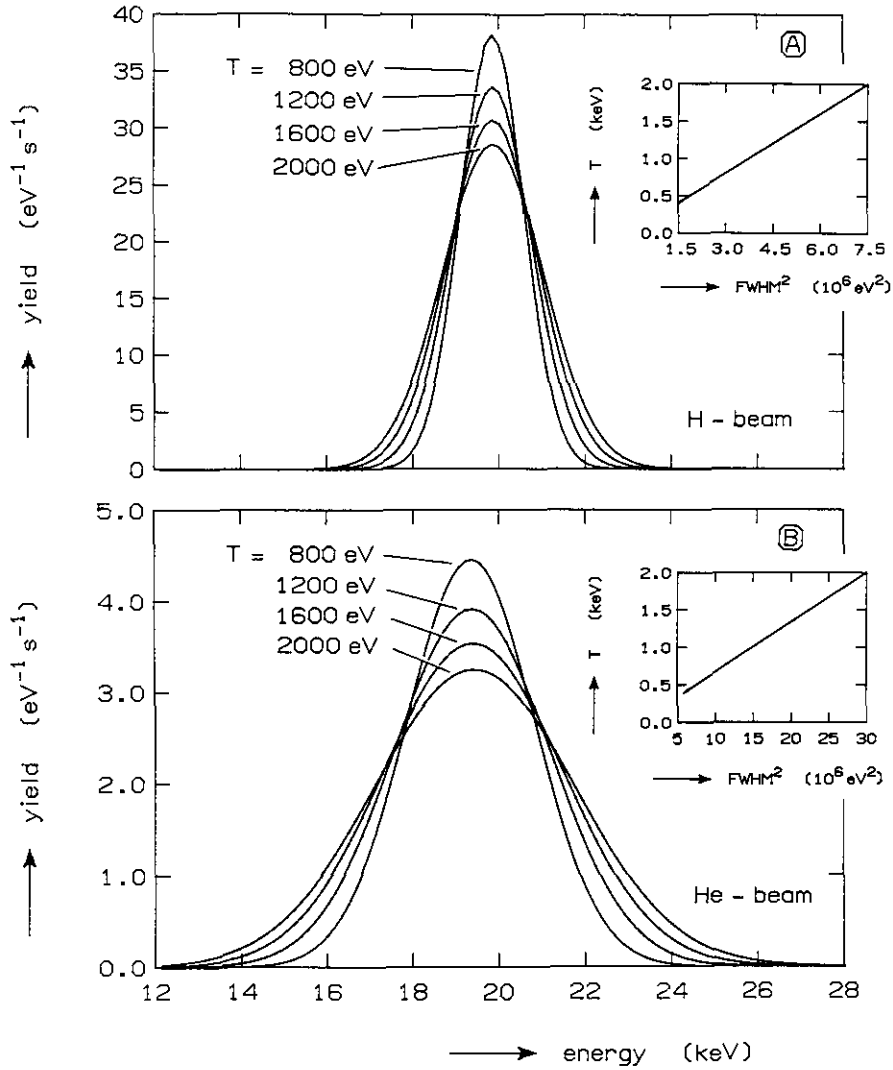 40
35
30
25
20
15
10
5
0
yield (eV⁻¹ s⁻¹)
T = 800 eV
1200 eV
1600 eV
2000 eV
A
2.0
1.5
1.0
0.5
0.0
T (keV)
1.5 3.0 4.5 6.0 7.5
FWHM² (10⁶ eV²)
H - beam
5.0
4.0
3.0
2.0
1.0
0.0
yield (eV⁻¹ s⁻¹)
T = 800 eV
1200 eV
1600 eV
2000 eV
B
2.0
1.5
1.0
0.5
0.0
T (keV)
5 10 15 20 25 30
FWHM² (10⁶ eV²)
He - beam
12 14 16 18 20 22 24 26 28
energy (keV)